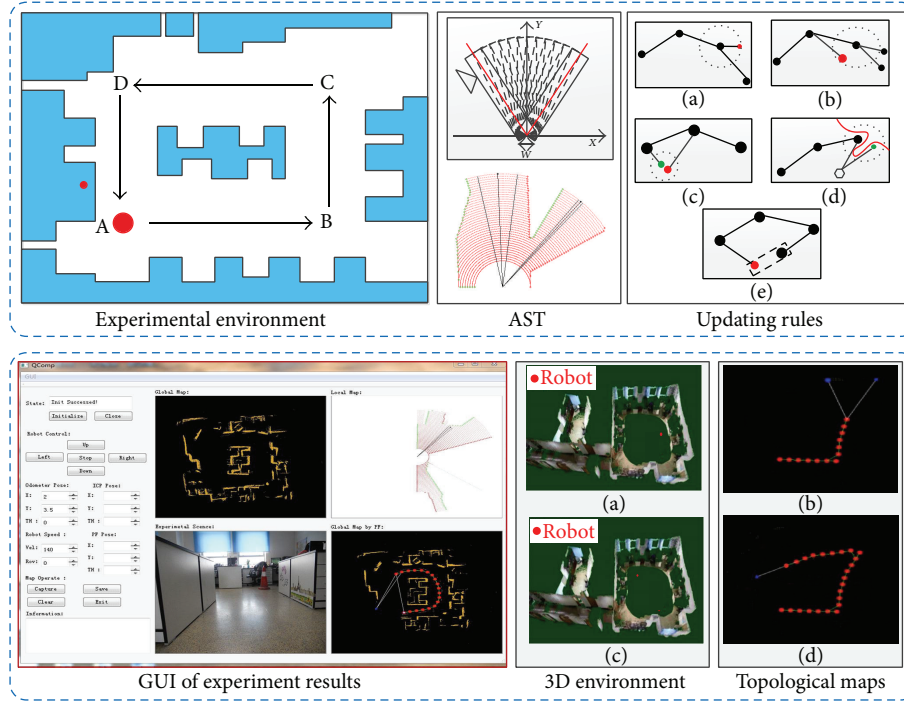 D
C
A
B
Experimental environment
Y
W
X
AST
(a)
(b)
(c)
(d)
(e)
Updating rules
QComp
GUI
State:
Init Successed!
Initialize
Close
Robot Control:
Up
Left
Stop
Right
Down
Odometer Pose:
ICP Pose:
X:
2
X:
Y:
3.5
Y:
TH :
0
TH :
Robot Speed :
PF Pose:
Vel:
140
X:
Rov:
0
Y:
TH :
Map Operate :
Capture
Save
Clear
Exit
Information:
Global Map:
Local Map:
Experimental Scence:
Global Map by PF:
GUI of experiment results
Robot
(a)
Robot
(c)
3D environment
(b)
(d)
Topological maps